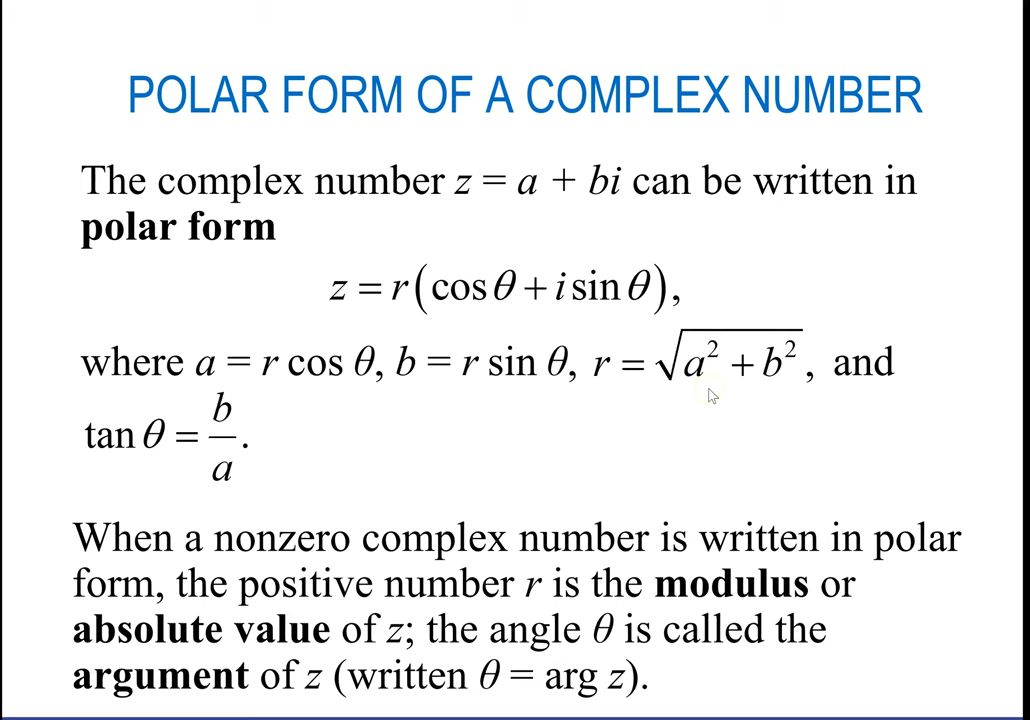 POLAR FORM OF A COMPLEX NUMBER
The complex number z = a + bi can be written in
polar form
z = r(cos θ + i sin θ),
where a = r cos θ, b = r sin θ, r = √(a² + b²), and
tan θ = b/a.
When a nonzero complex number is written in polar
form, the positive number r is the modulus or
absolute value of z; the angle θ is called the
argument of z (written θ = arg z).